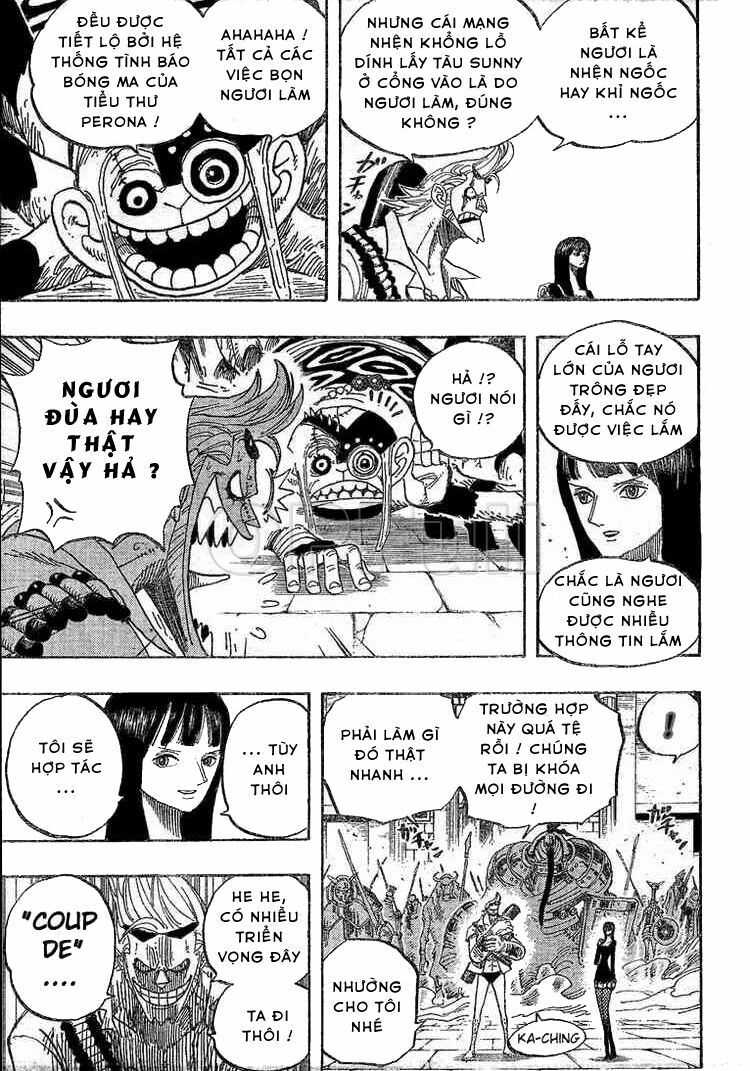 BẤT KỂ
NGƯƠI LÀ
NHỆN NGỐC
HAY KHỈ NGỐC
...
NHƯNG CÁI MẠNG
NHỆN KHỔNG LỒ
DÍNH LẤY TÀU SUNNY
Ở CỔNG VÀO LÀ DO
NGƯƠI LÀM, ĐÚNG
KHÔNG ?
AHAHAHA !
TẤT CẢ CÁC
VIỆC BỌN
NGƯƠI LÀM
ĐỀU ĐƯỢC
TIẾT LỘ BỞI HỆ
THỐNG TÌNH BÁO
BÓNG MA CỦA
TIỂU THƯ
PERONA !
CÁI LỖ TAY
LỚN CỦA NGƯƠI
TRÔNG ĐẸP
ĐẤY, CHẮC NÓ
ĐƯỢC VIỆC LẮM
CHẮC LÀ NGƯƠI
CŨNG NGHE
ĐƯỢC NHIỀU
THÔNG TIN LẮM
HẢ !?
NGƯƠI NÓI
GÌ !?
NGƯƠI
ĐÙA HAY
THẬT
VẬY HẢ ?
!
TRƯỜNG HỢP
NÀY QUÁ TỆ
RỒI ! CHÚNG
TA BỊ KHÓA
MỌI ĐƯỜNG ĐI
!
PHẢI LÀM GÌ
ĐÓ THẬT
NHANH ...
NHƯỜNG
CHO TÔI
NHÉ
KA-CHING
... TÙY
ANH
THÔI
TÔI SẼ
HỢP TÁC
...
HE HE,
CÓ NHIỀU
TRIỂN
VỌNG ĐÂY
TA ĐI
THÔI !
"COUP
DE"
....